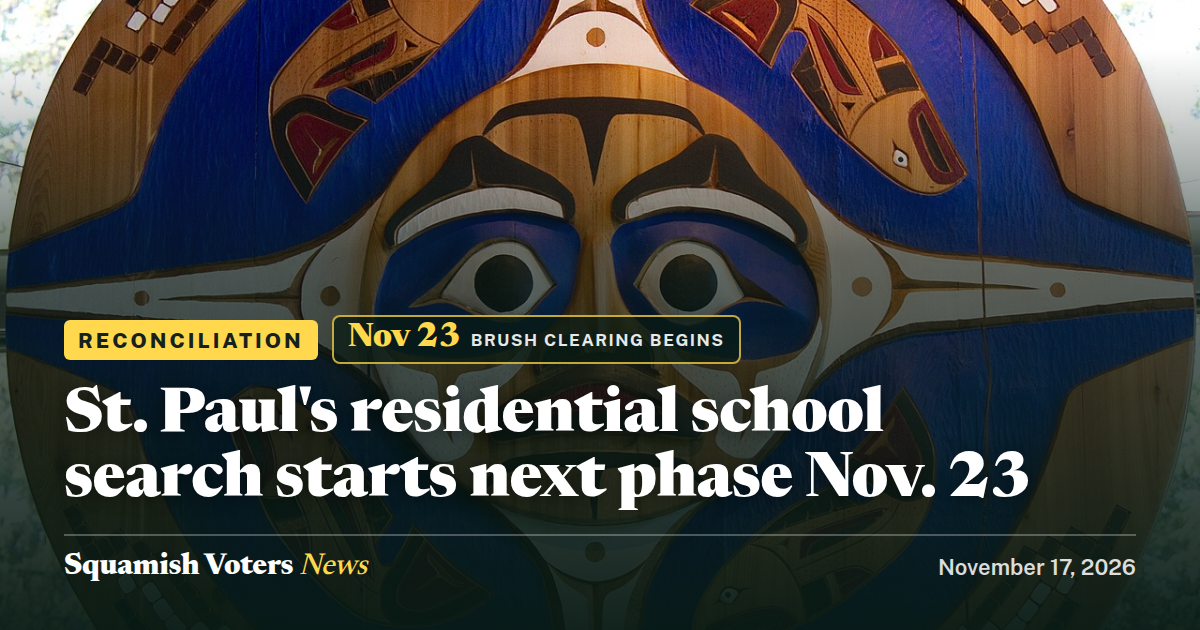 RECONCILIATION
Nov 23 BRUSH CLEARING BEGINS
St. Paul's residential school
search starts next phase Nov. 23
Squamish Voters News
November 17, 2026